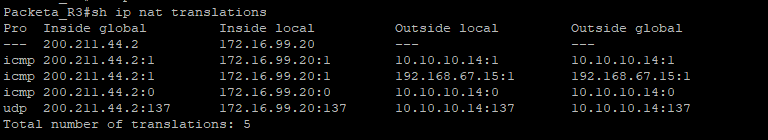 Packeta_R3#sh ip nat translations
Pro  Inside global         Inside local          Outside local         Outside global
---  200.211.44.2          172.16.99.20          ---                   ---
icmp 200.211.44.2:1        172.16.99.20:1        10.10.10.14:1         10.10.10.14:1
icmp 200.211.44.2:1        172.16.99.20:1        192.168.67.15:1       192.168.67.15:1
icmp 200.211.44.2:0        172.16.99.20:0        10.10.10.14:0         10.10.10.14:0
udp  200.211.44.2:137      172.16.99.20:137      10.10.10.14:137       10.10.10.14:137
Total number of translations: 5